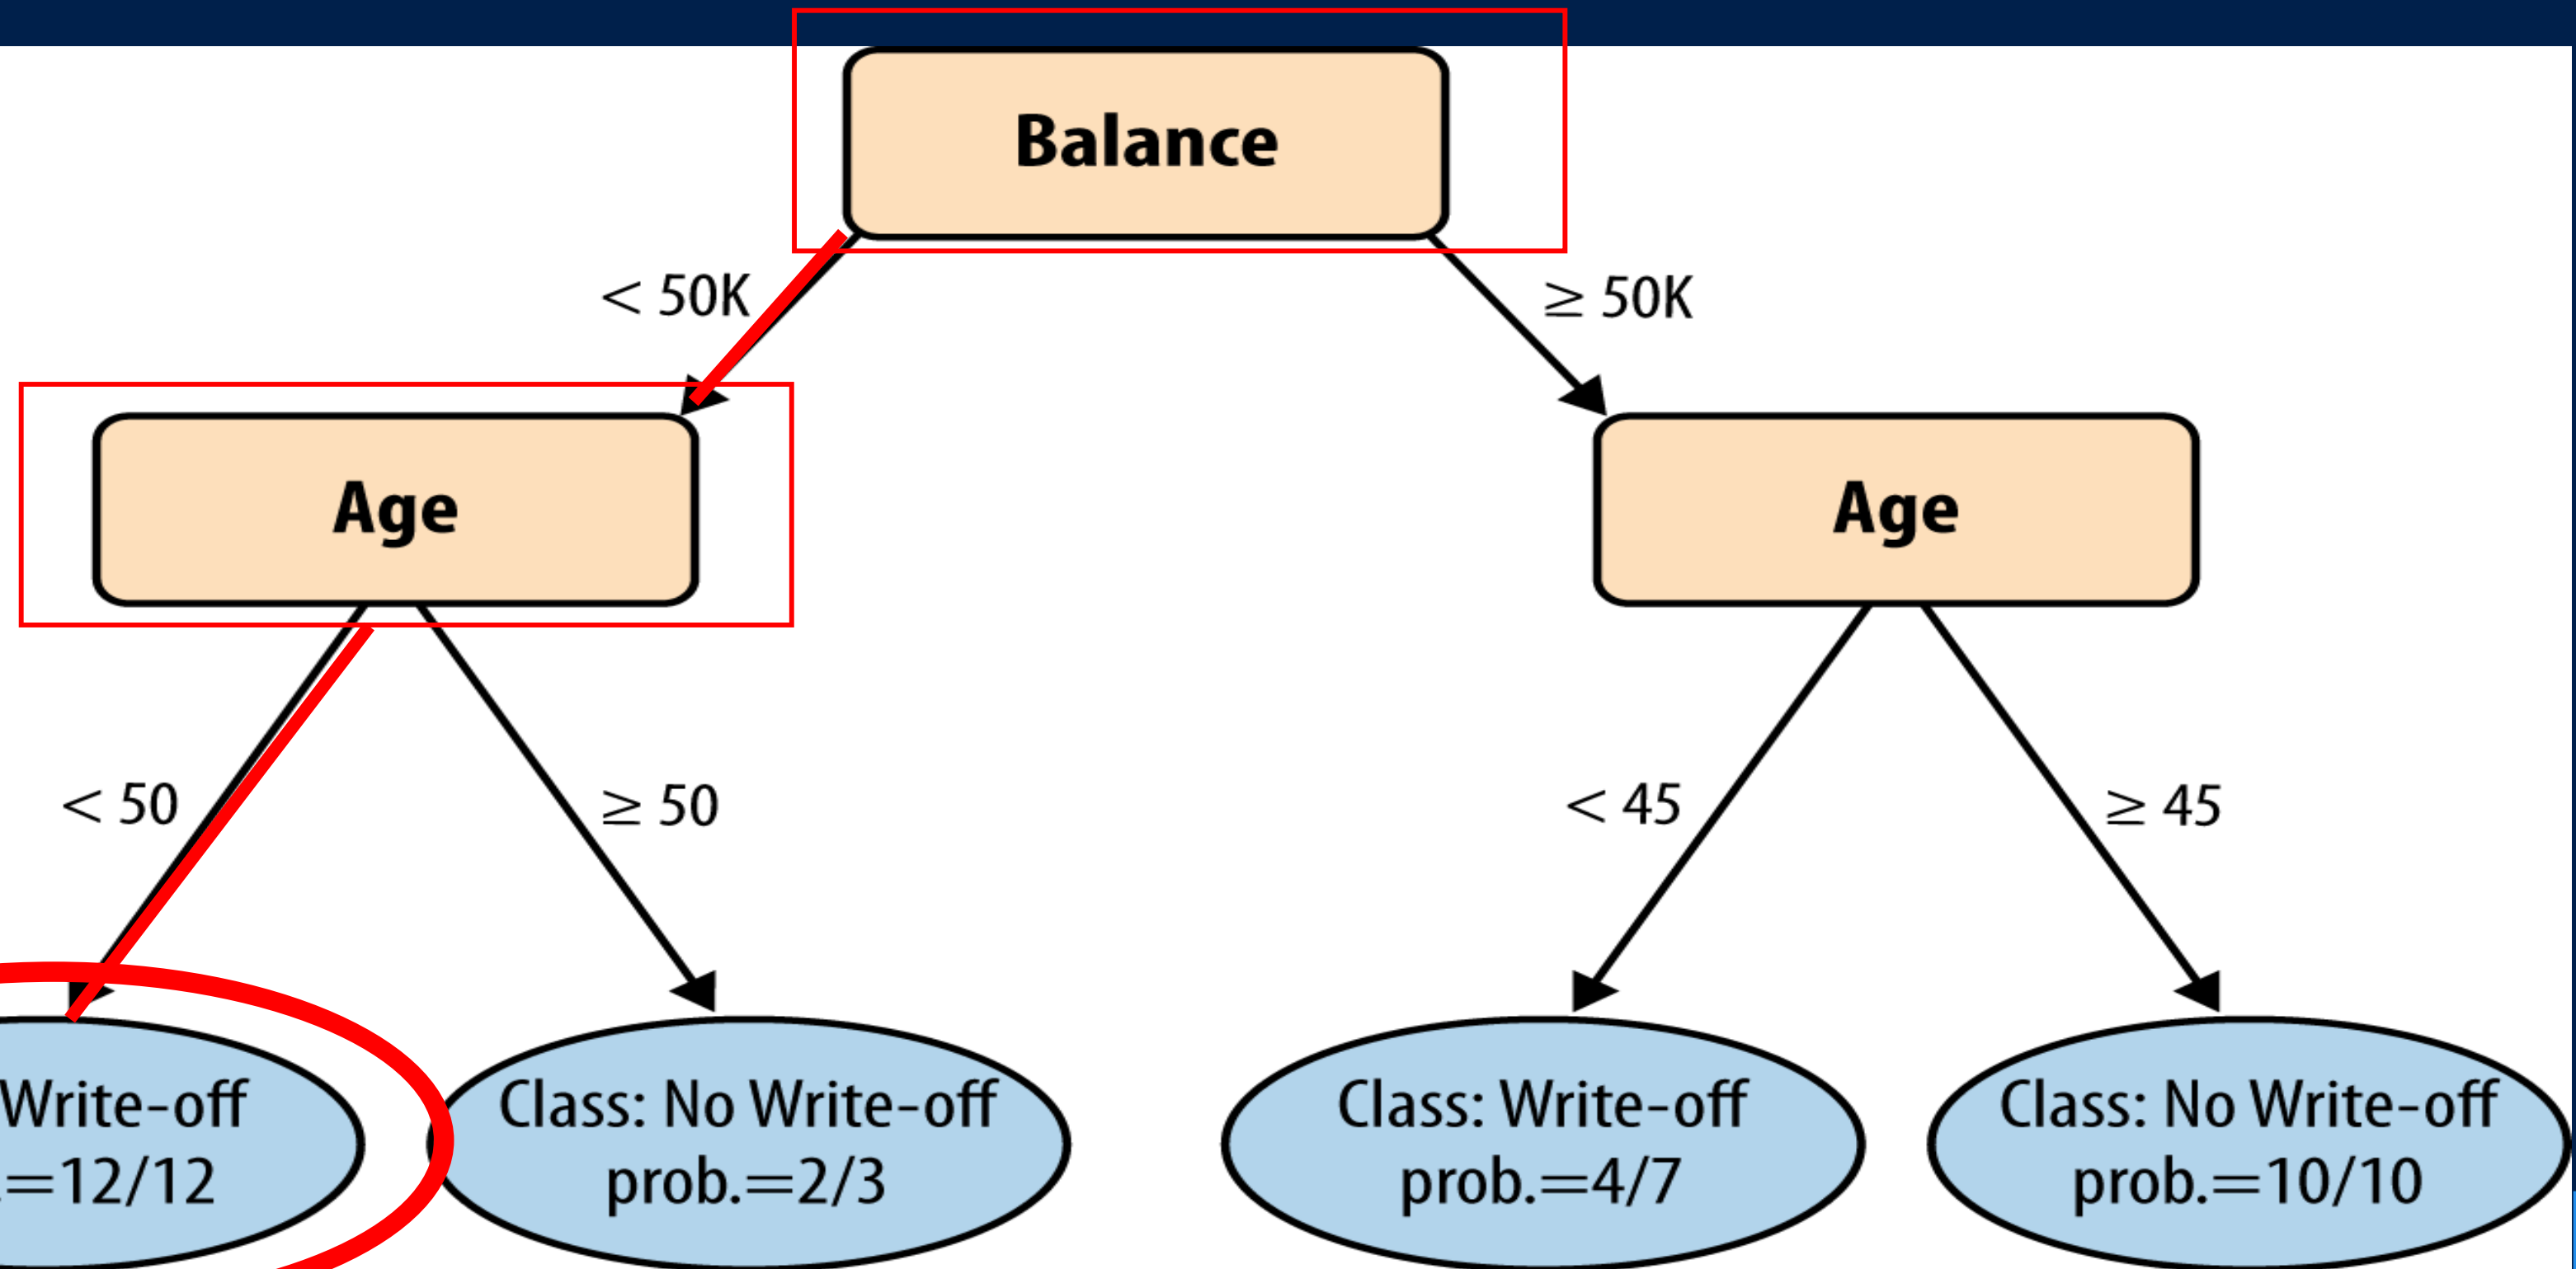 Balance
< 50K
≥ 50K
Age
Age
< 50
≥ 50
< 45
≥ 45
Write-off
=12/12
Class: No Write-off
prob.=2/3
Class: Write-off
prob.=4/7
Class: No Write-off
prob.=10/10